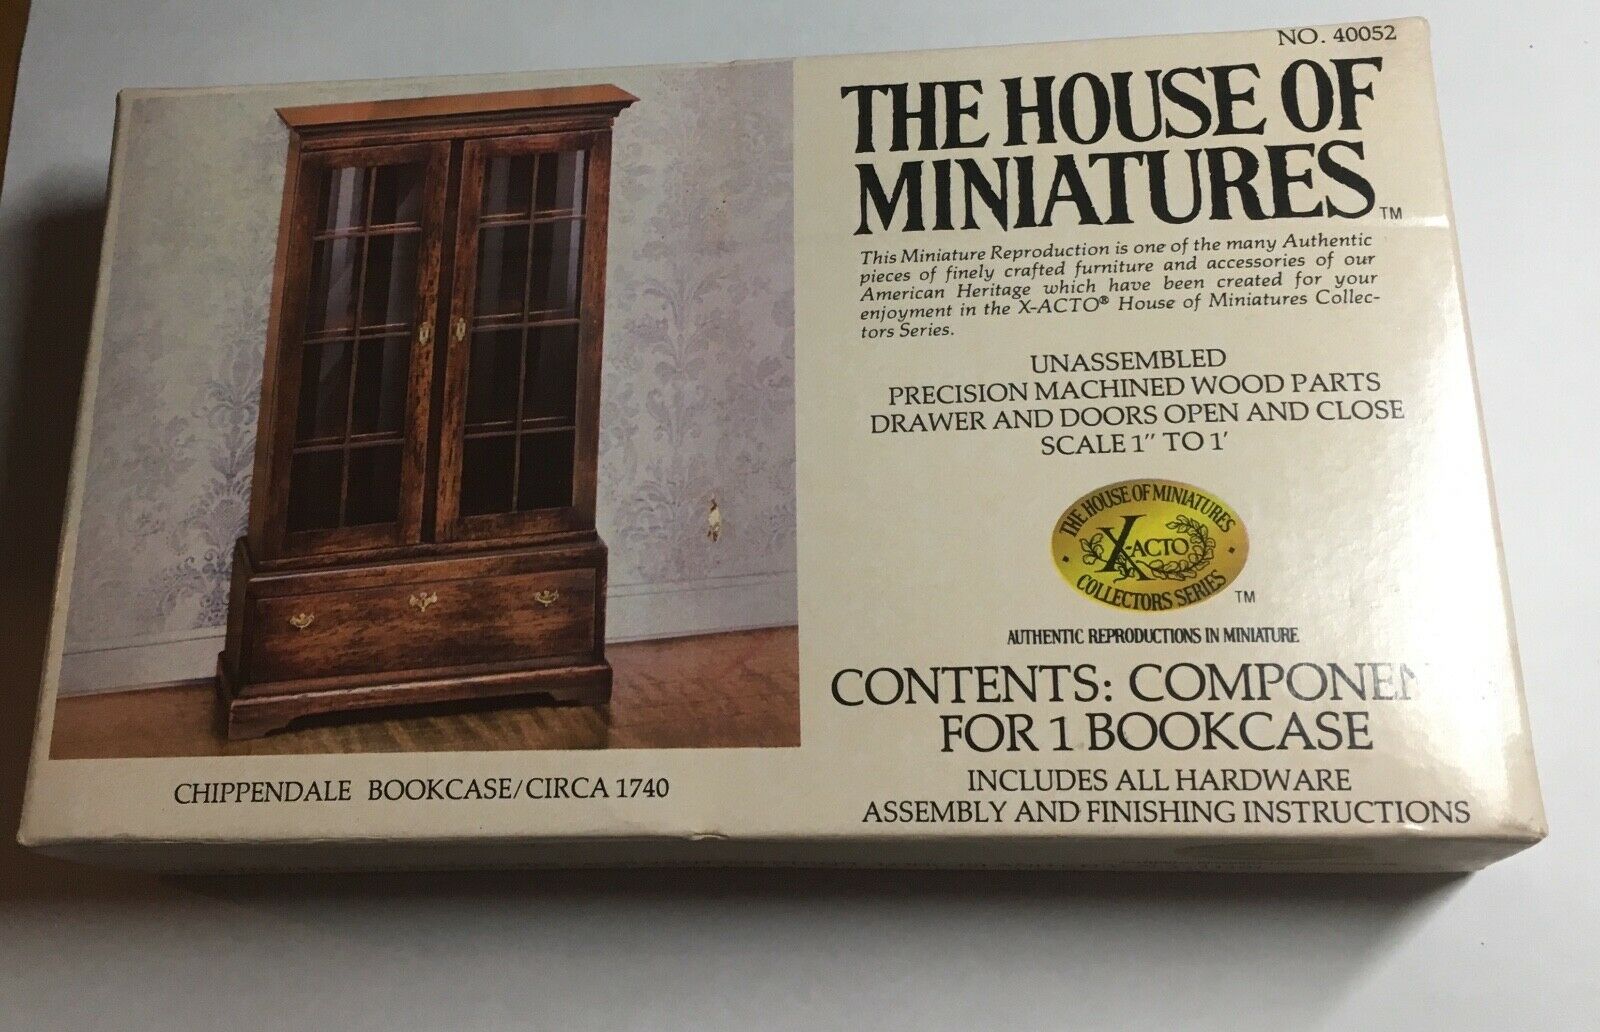 NO. 40052
THE HOUSE OF
MINIATURES™
This Miniature Reproduction is one of the many Authentic
pieces of finely crafted furniture and accessories of our
American Heritage which have been created for your
enjoyment in the X-ACTO® House of Miniatures Collec-
tors Series.
UNASSEMBLED
PRECISION MACHINED WOOD PARTS
DRAWER AND DOORS OPEN AND CLOSE
SCALE 1" TO 1'
THE HOUSE OF MINIATURES
X-ACTO
COLLECTORS SERIES
TM
AUTHENTIC REPRODUCTIONS IN MINIATURE
CONTENTS: COMPONEN
FOR 1 BOOKCASE
INCLUDES ALL HARDWARE
ASSEMBLY AND FINISHING INSTRUCTIONS
CHIPPENDALE BOOKCASE/CIRCA 1740